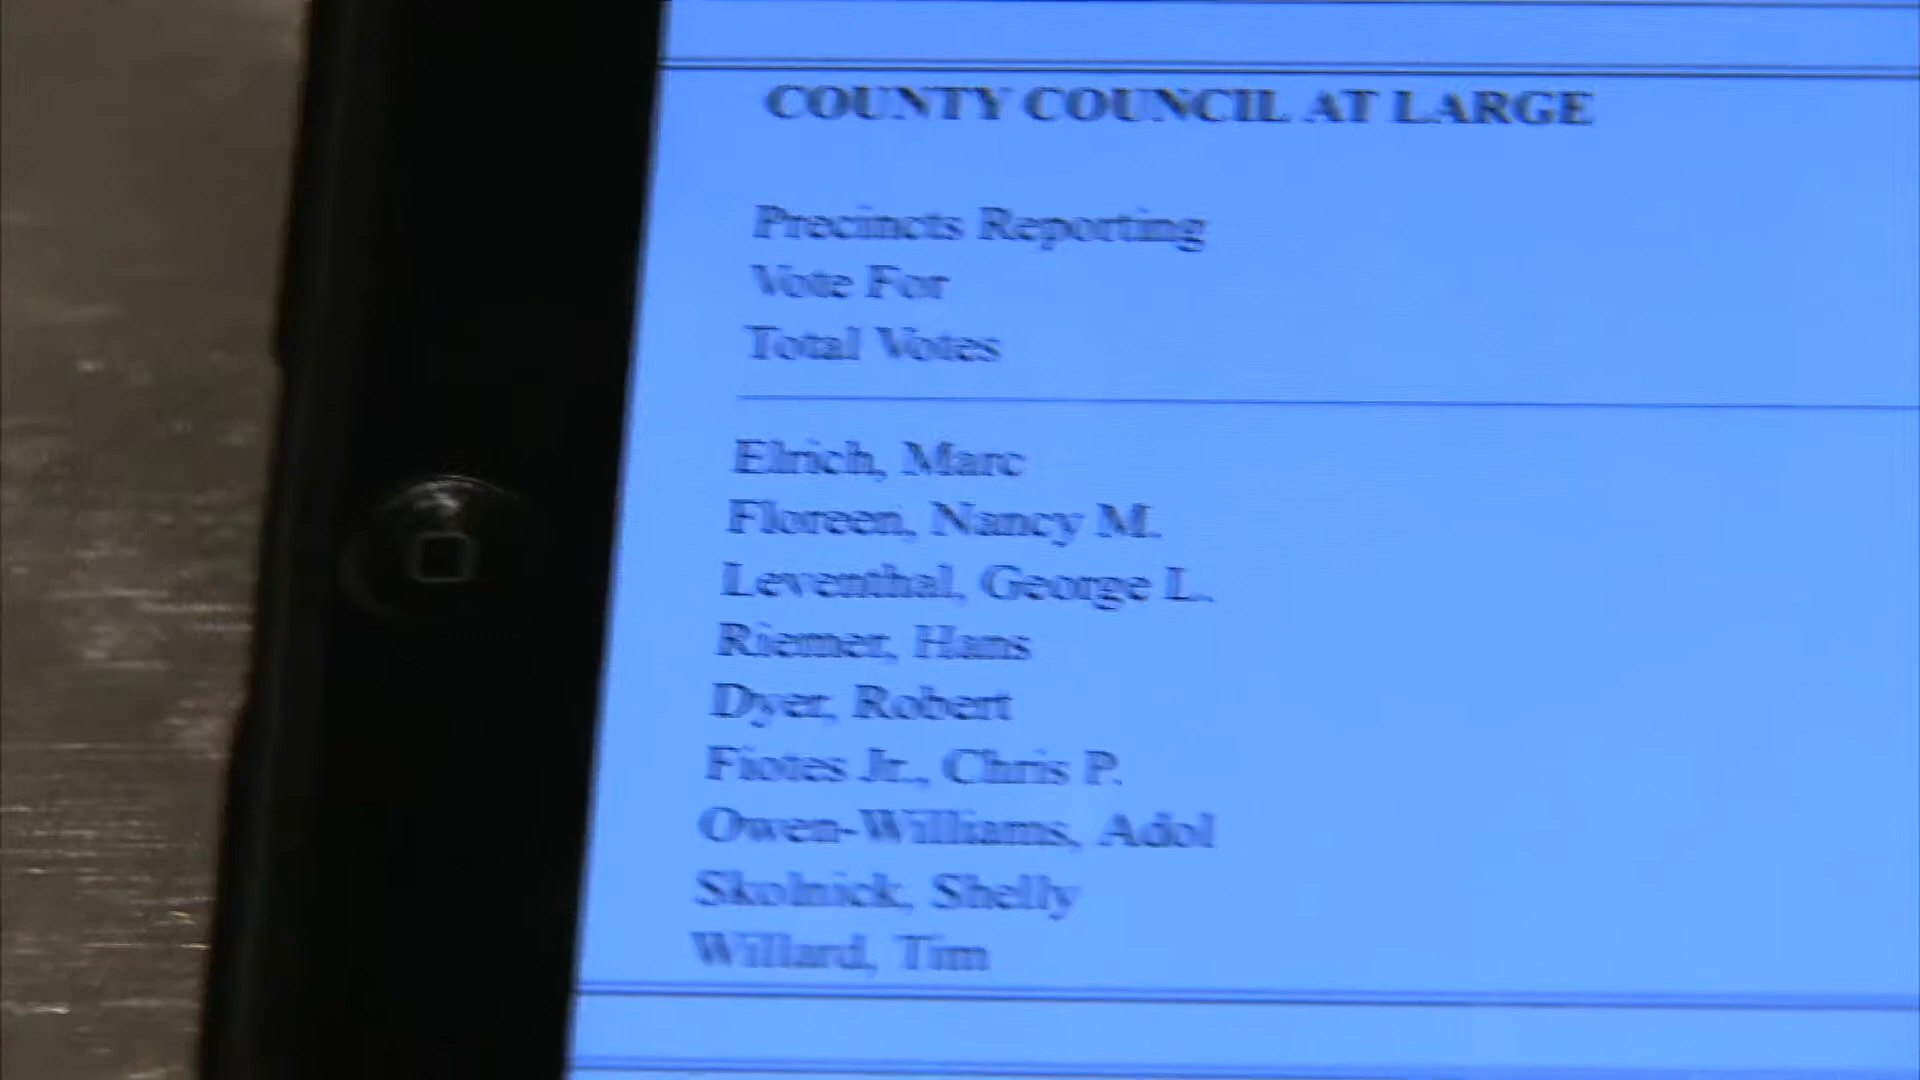 COUNTY COUNCIL AT LARGE
Precincts Reporting
Vote For
Total Votes
Elrich, Marc
Floreen, Nancy M.
Leventhal, George L.
Riemer, Hans
Dyer, Robert
Fiotes Jr., Chris P.
Owen-Williams, Adol
Skolnick, Shelly
Willard, Tim